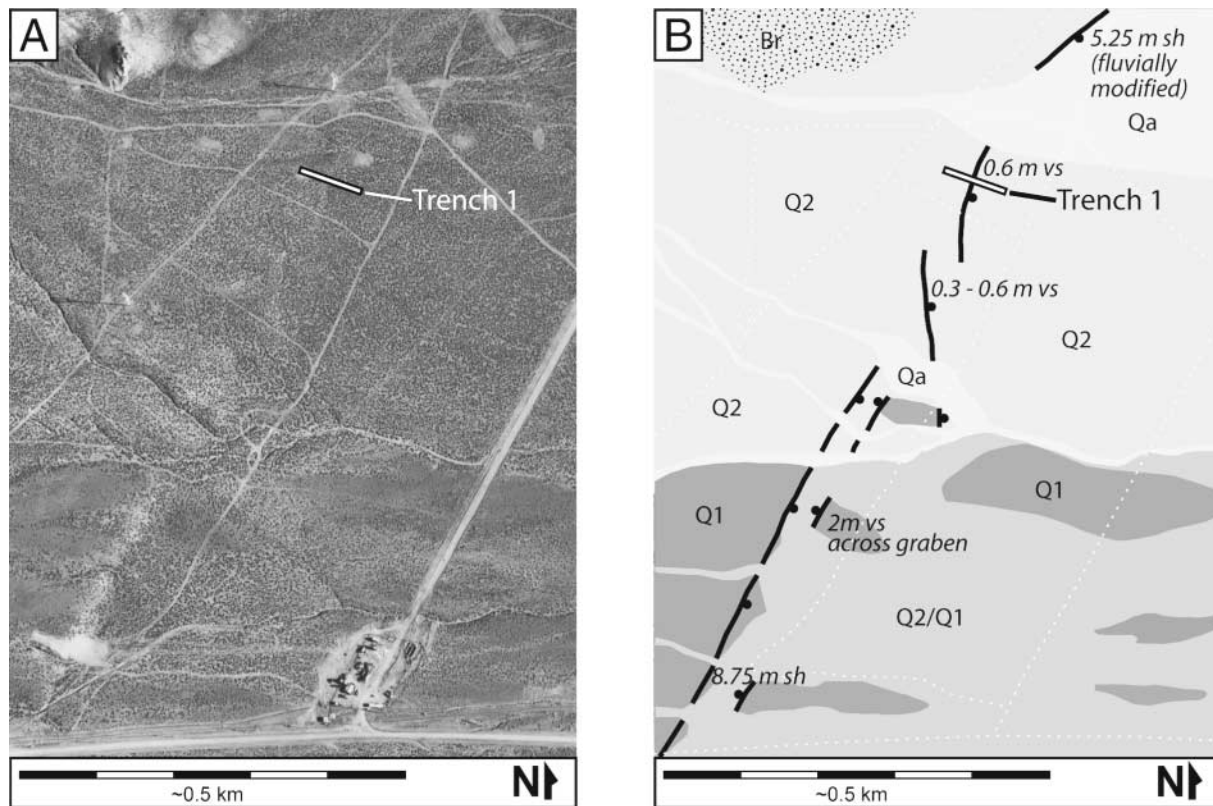 A
Trench 1
~0.5 km
N
B
Br
5.25 m sh
(fluvially
modified)
Qa
0.6 m vs
Trench 1
Q2
0.3 - 0.6 m vs
Q2
Qa
Q2
Q1
Q1
2m vs
across graben
Q2/Q1
8.75 m sh
~0.5 km
N